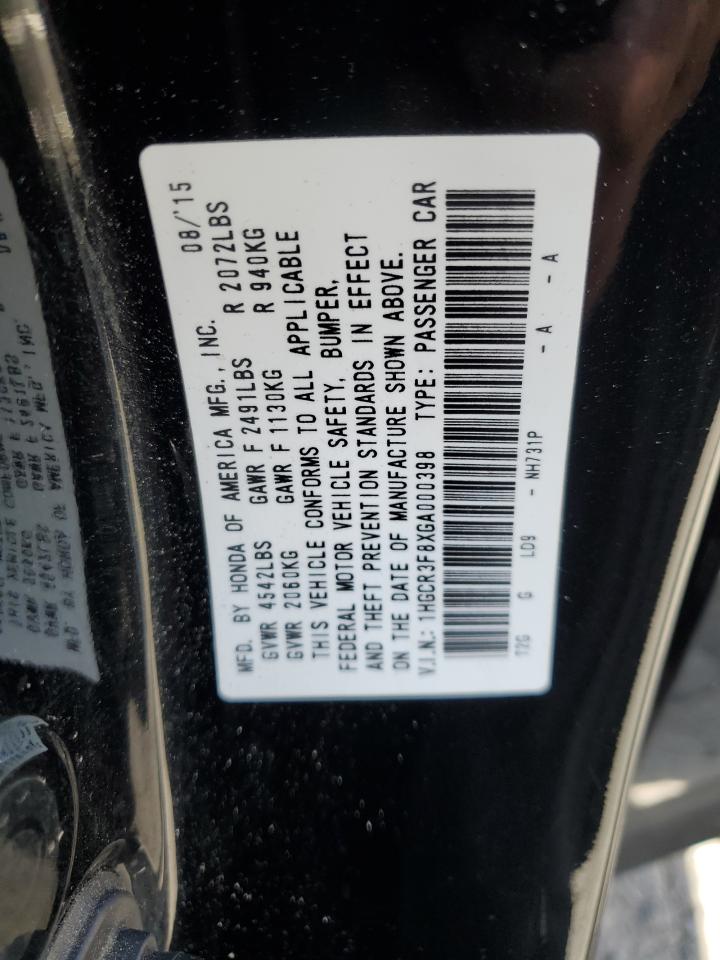 MFD. BY HONDA OF AMERICA MFG., INC. 08/'15
GVWR 4542LBS GAWR F 2491LBS R 2072LBS
GVWR 2060KG GAWR F 1130KG R 940KG
THIS VEHICLE CONFORMS TO ALL APPLICABLE
FEDERAL MOTOR VEHICLE SAFETY, BUMPER,
AND THEFT PREVENTION STANDARDS IN EFFECT
ON THE DATE OF MANUFACTURE SHOWN ABOVE.
V.I.N.: 1HGCR3F8XGA000398 TYPE: PASSENGER CAR
T2G G LD9 - NH731P - A - A